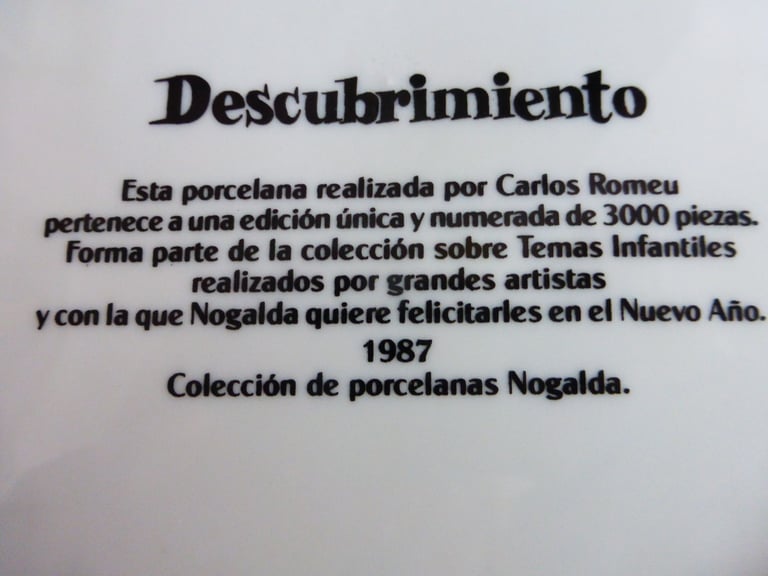 Descubrimiento
Esta porcelana realizada por Carlos Romeu
pertenece a una edición única y numerada de 3000 piezas.
Forma parte de la colección sobre Temas Infantiles
realizados por grandes artistas
y con la que Nogalda quiere felicitarles en el Nuevo Año.
1987
Colección de porcelanas Nogalda.